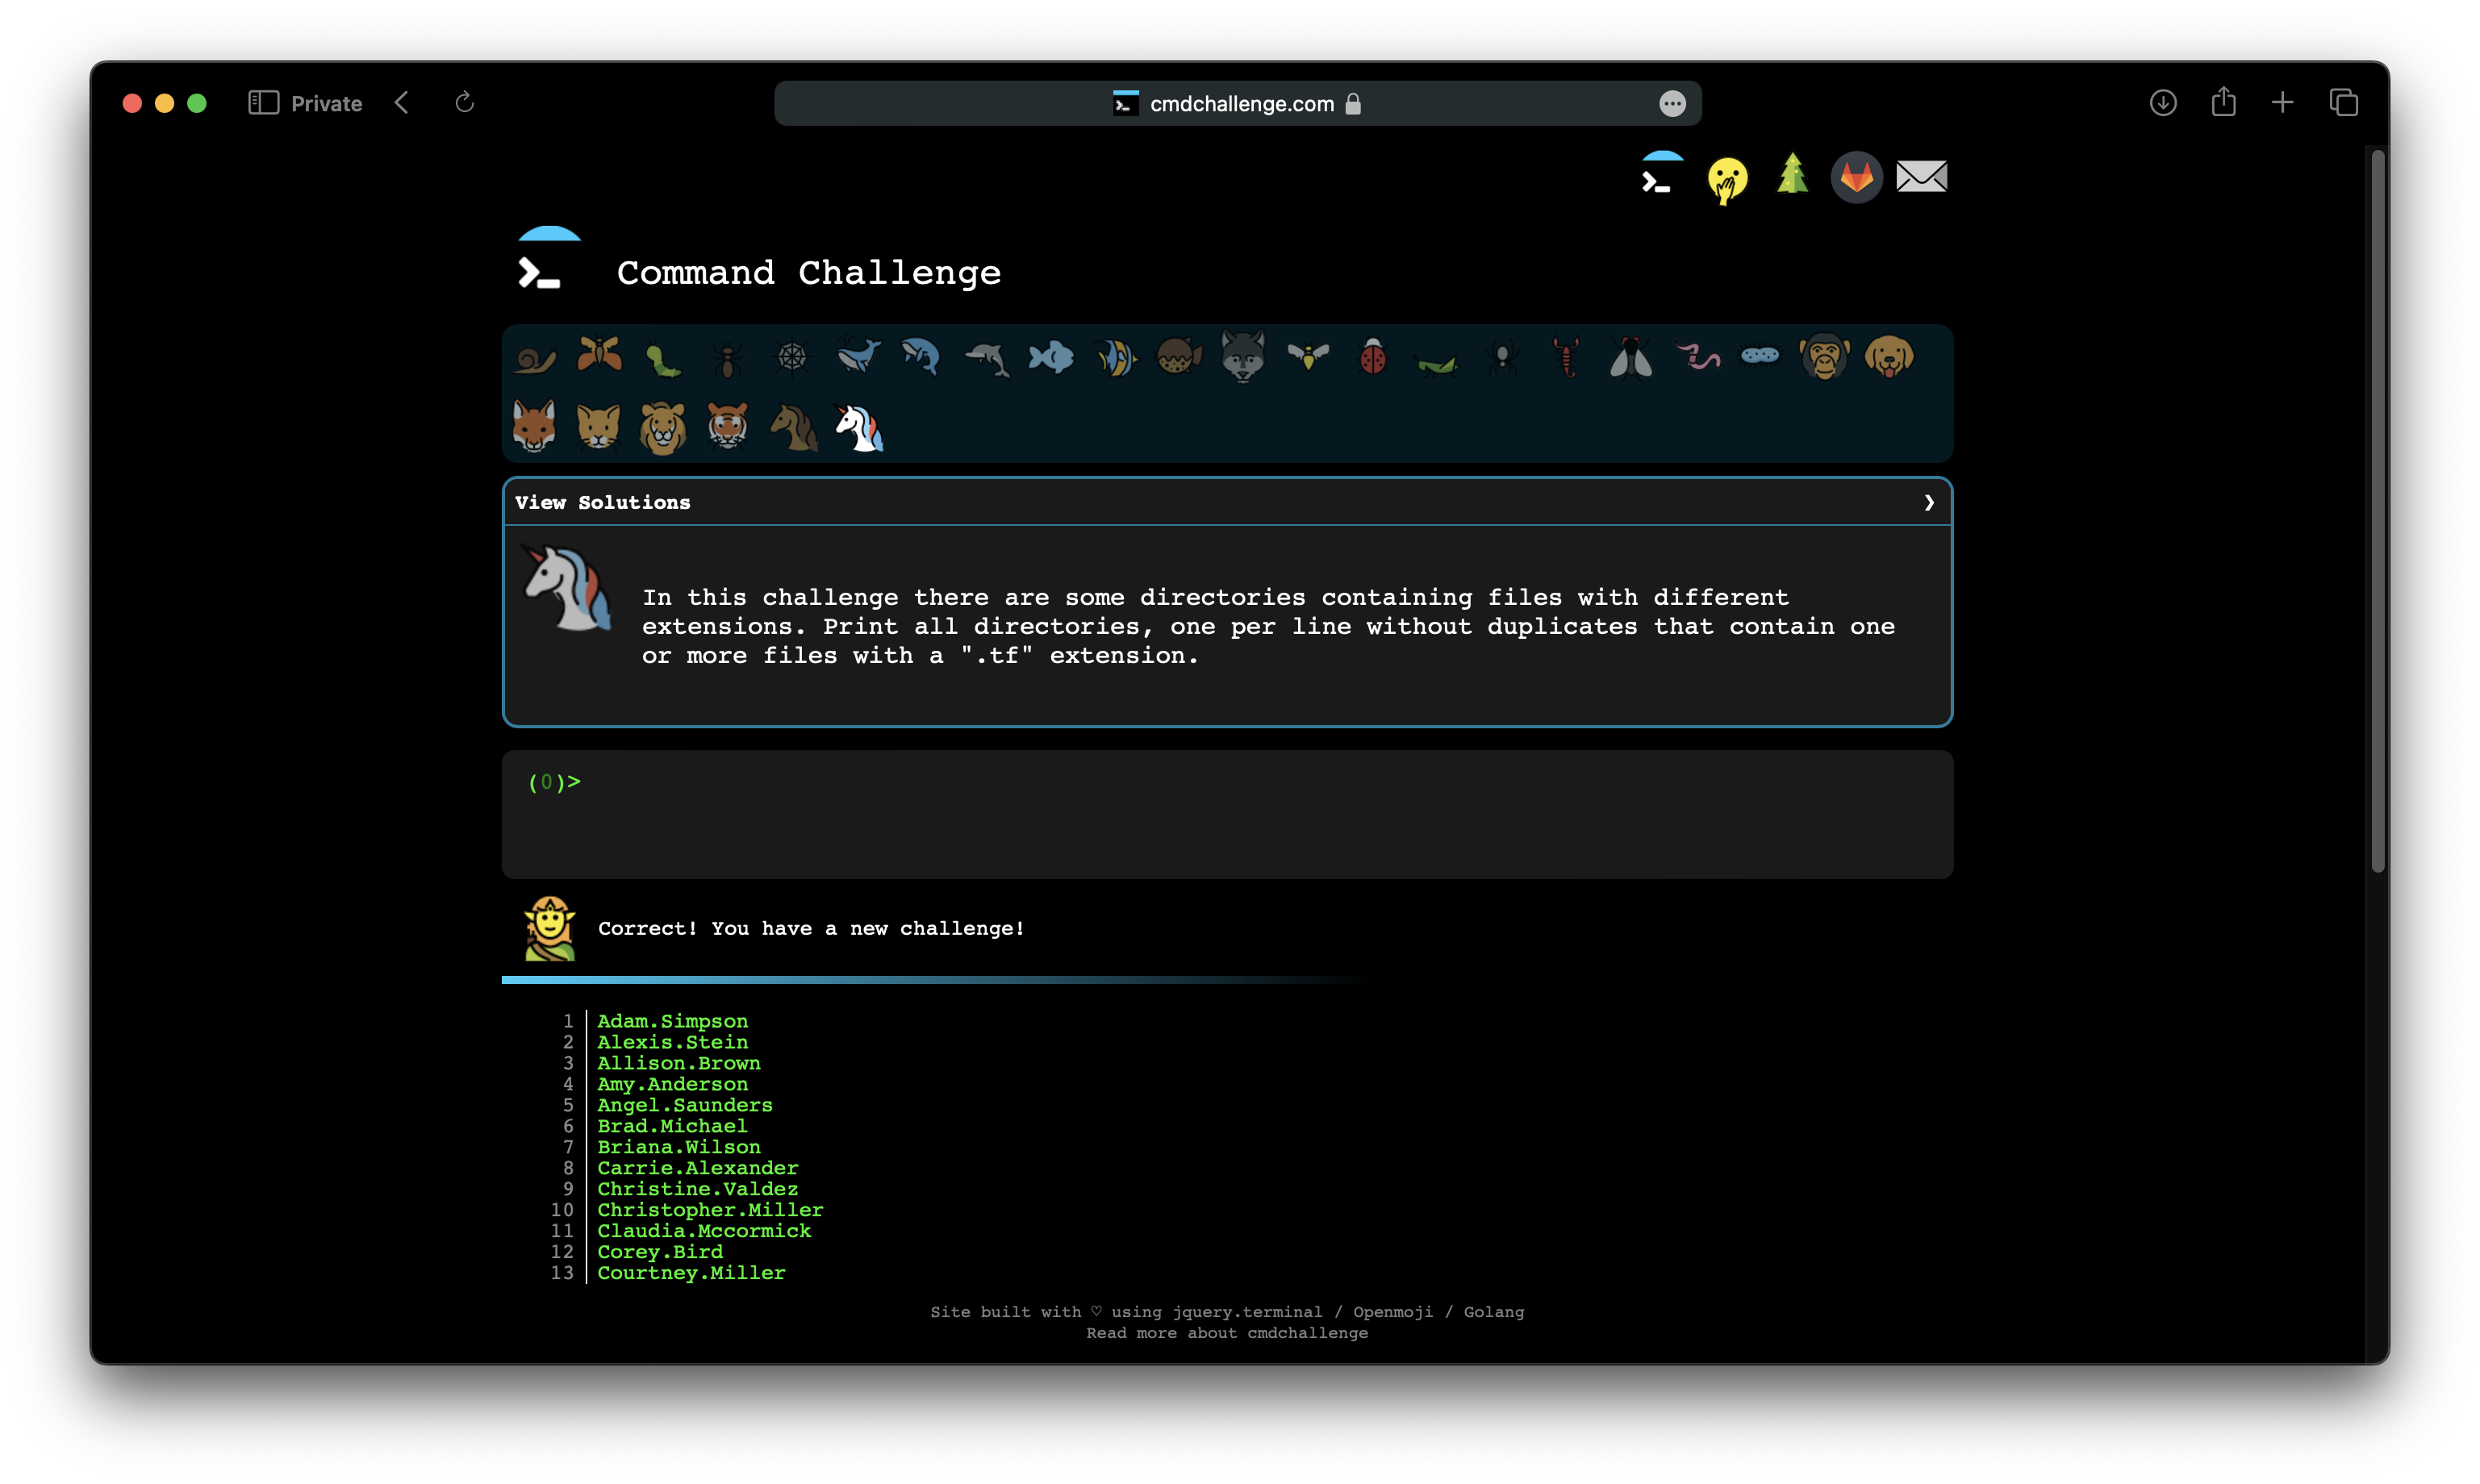 Private
cmdchallenge.com
Command Challenge
View Solutions
In this challenge there are some directories containing files with different
extensions. Print all directories, one per line without duplicates that contain one
or more files with a ".tf" extension.
(0)>
Correct! You have a new challenge!
1 Adam.Simpson
2 Alexis.Stein
3 Allison.Brown
4 Amy.Anderson
5 Angel.Saunders
6 Brad.Michael
7 Briana.Wilson
8 Carrie.Alexander
9 Christine.Valdez
10 Christopher.Miller
11 Claudia.Mccormick
12 Corey.Bird
13 Courtney.Miller
Site built with ♡ using jquery.terminal / Openmoji / Golang
Read more about cmdchallenge